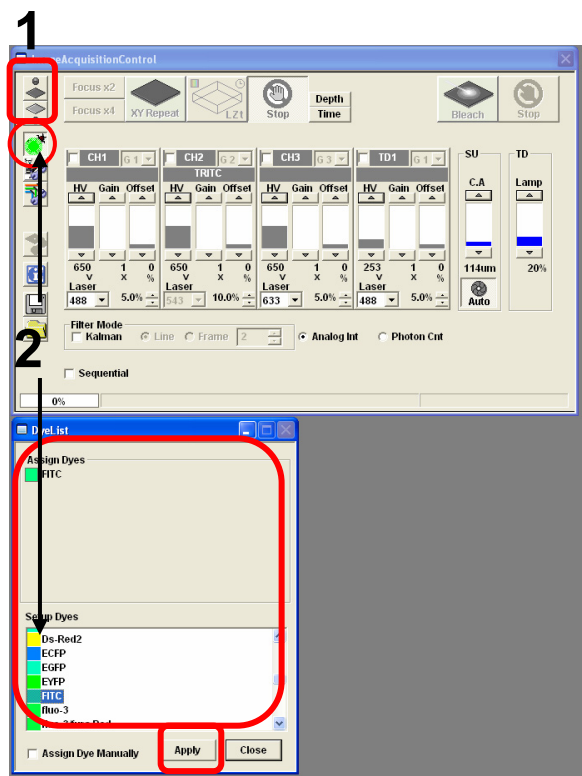 1
ImageAcquisitionControl
Focus x2
Focus x4
XY Repeat
LZt
Stop
Depth
Time
Bleach
Stop
CH1 G 1
CH2 G 2
CH3 G 3
TD1 G 1
SU
TD
TRITC
HV Gain Offset
HV Gain Offset
HV Gain Offset
HV Gain Offset
C.A
Lamp
650 1 0
V X %
650 1 0
V X %
650 1 0
V X %
253 1 0
V X %
114um
20%
Laser
488 5.0%
Laser
543 10.0%
Laser
633 5.0%
Laser
488 5.0%
Auto
Filter Mode
Kalman Line Frame 2 Analog Int Photon Cnt
2
Sequential
0%
DyeList
Assign Dyes
FITC
Setup Dyes
Ds-Red2
ECFP
EGFP
EYFP
FITC
fluo-3
Assign Dye Manually
Apply
Close